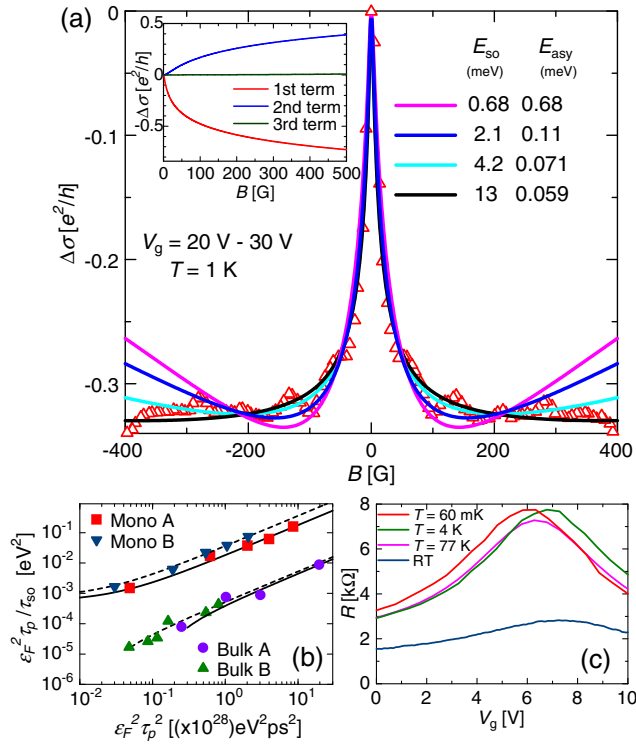 (a)
Δσ [e²/h]
0
-0.1
-0.2
-0.3
-400
-200
0
200
400
B [G]
Δσ [e²/h]
0.5
0
-0.5
0 100 200 300 400 500
B [G]
1st term
2nd term
3rd term
E_so E_asy
(meV) (meV)
0.68 0.68
2.1 0.11
4.2 0.071
13 0.059
V_g = 20 V - 30 V
T = 1 K
ε_F² τ_p / τ_so [eV²]
10⁻¹
10⁻²
10⁻³
10⁻⁴
10⁻⁵
10⁻⁶
Mono A
Mono B
Bulk A
Bulk B
(b)
10⁻² 10⁻¹ 10⁰ 10¹
ε_F² τ_p² [(x10²⁸)eV²ps²]
R [kΩ]
8
6
4
2
0
T = 60 mK
T = 4 K
T = 77 K
RT
(c)
0 2 4 6 8 10
V_g [V]